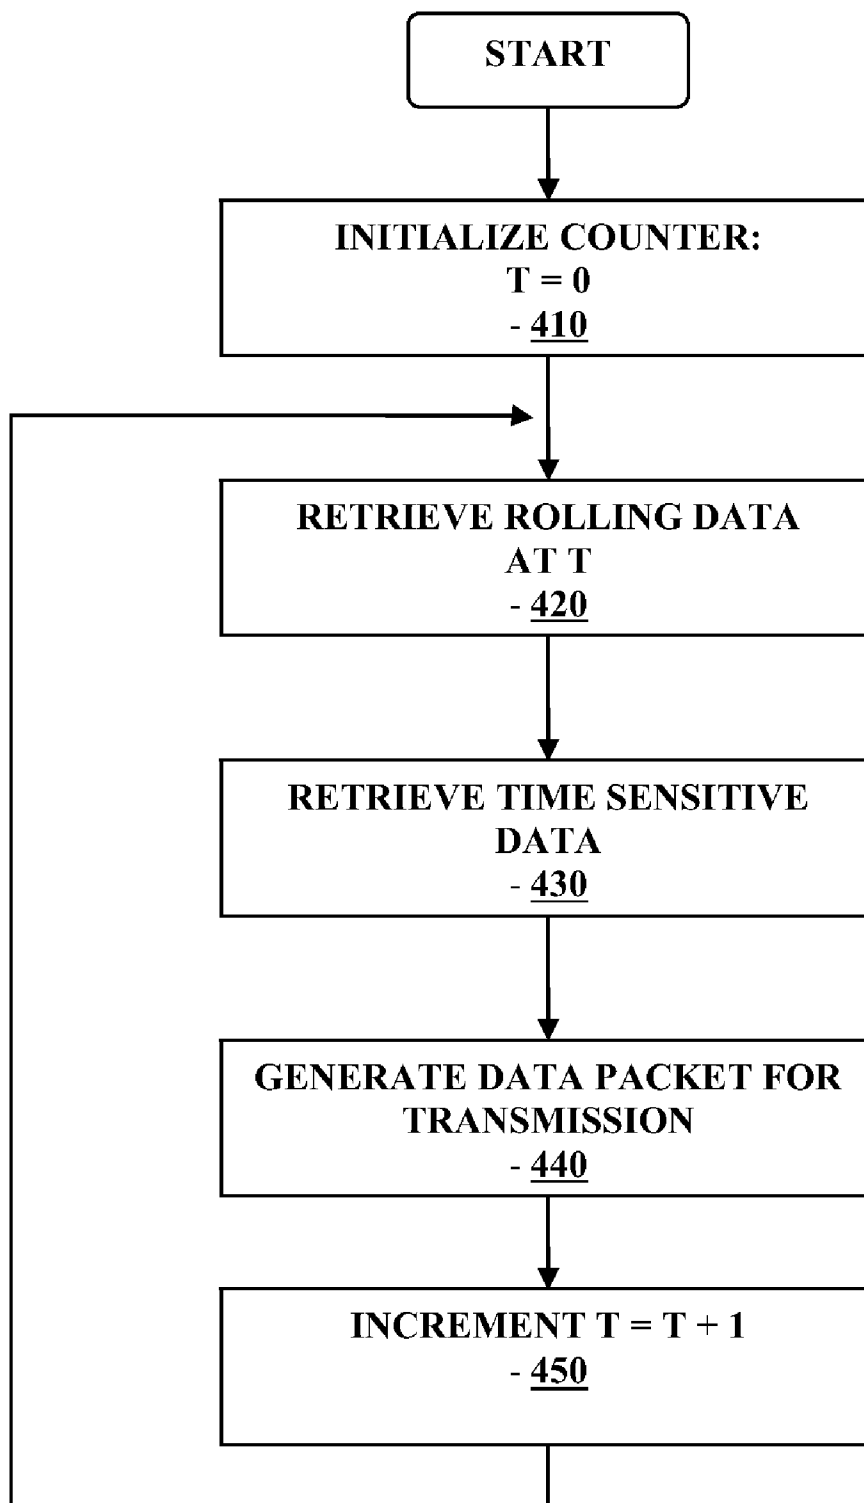 START
INITIALIZE COUNTER:
T = 0
- 410
RETRIEVE ROLLING DATA
AT T
- 420
RETRIEVE TIME SENSITIVE
DATA
- 430
GENERATE DATA PACKET FOR
TRANSMISSION
- 440
INCREMENT T = T + 1
- 450